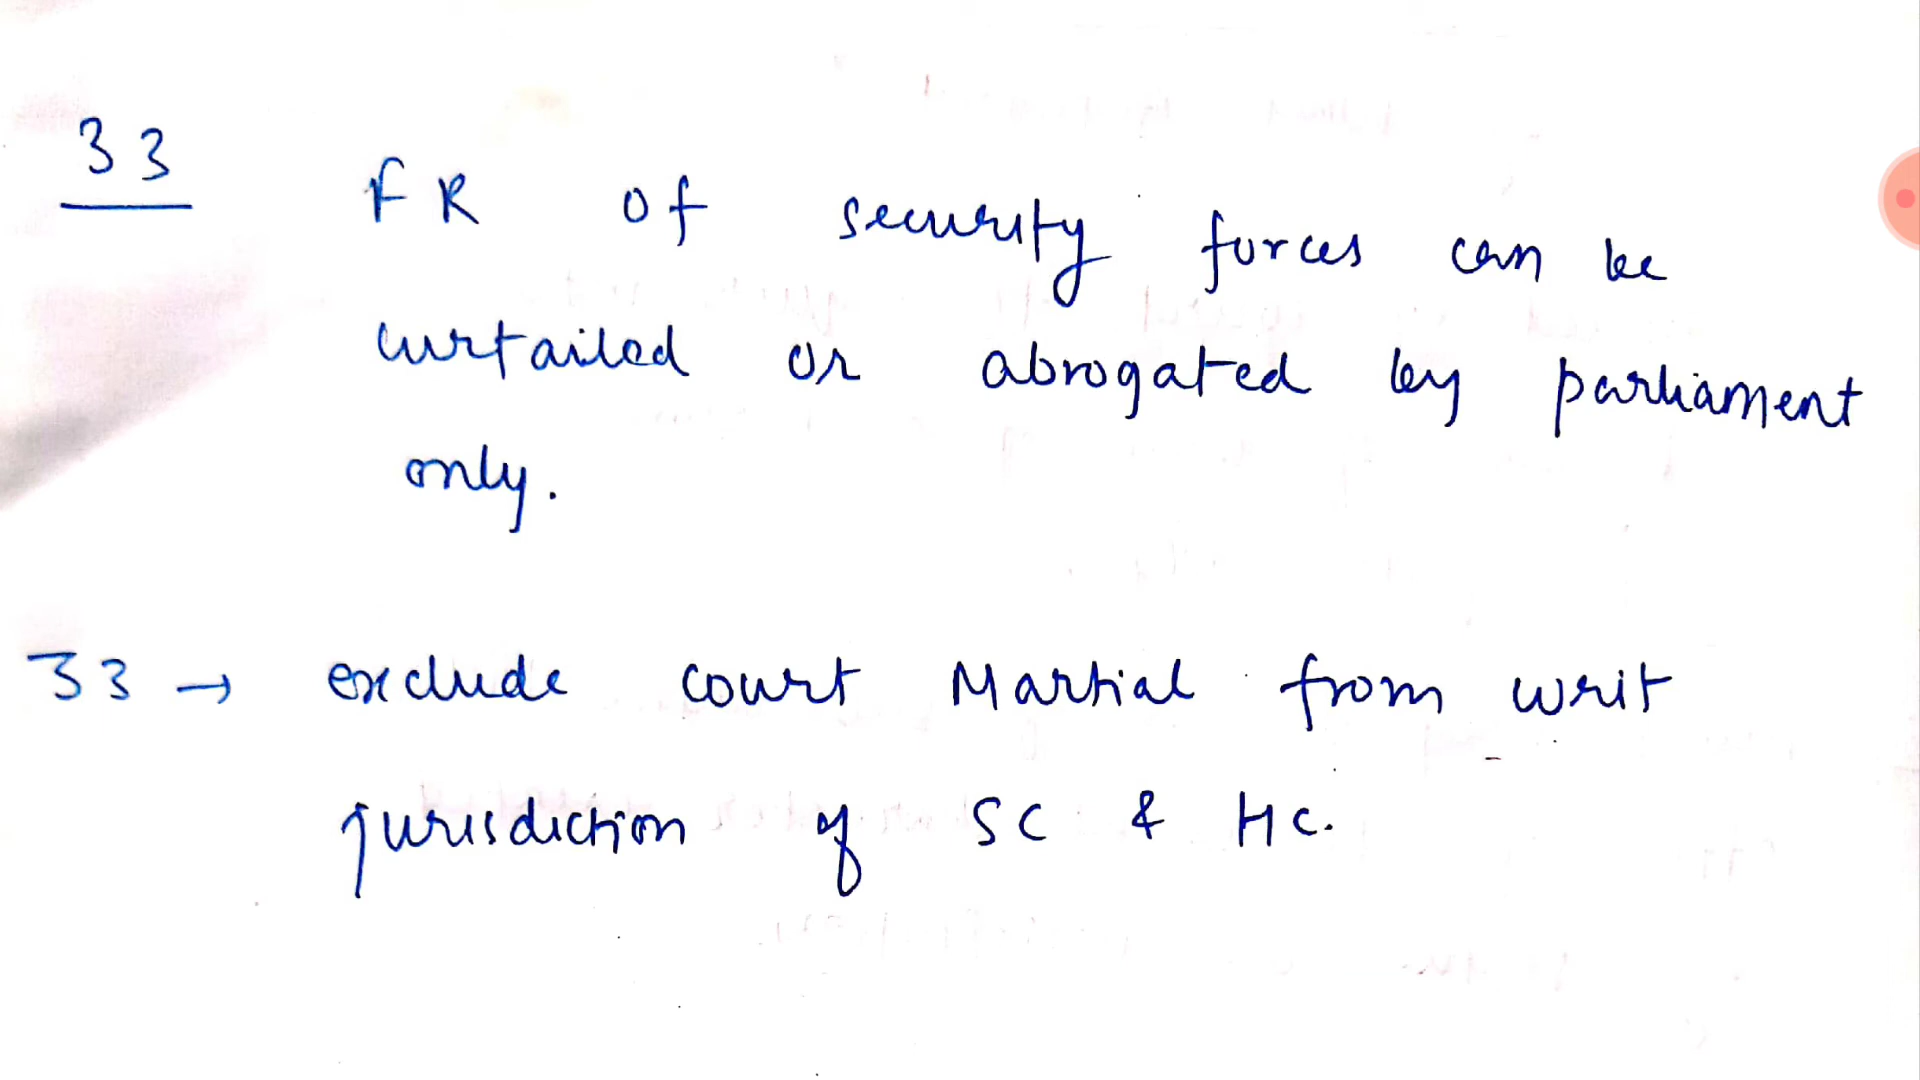 33 FR of security forces can be
curtailed or abrogated by parliament
only.
33 → exclude court Martial from writ
jurisdiction of SC & HC.